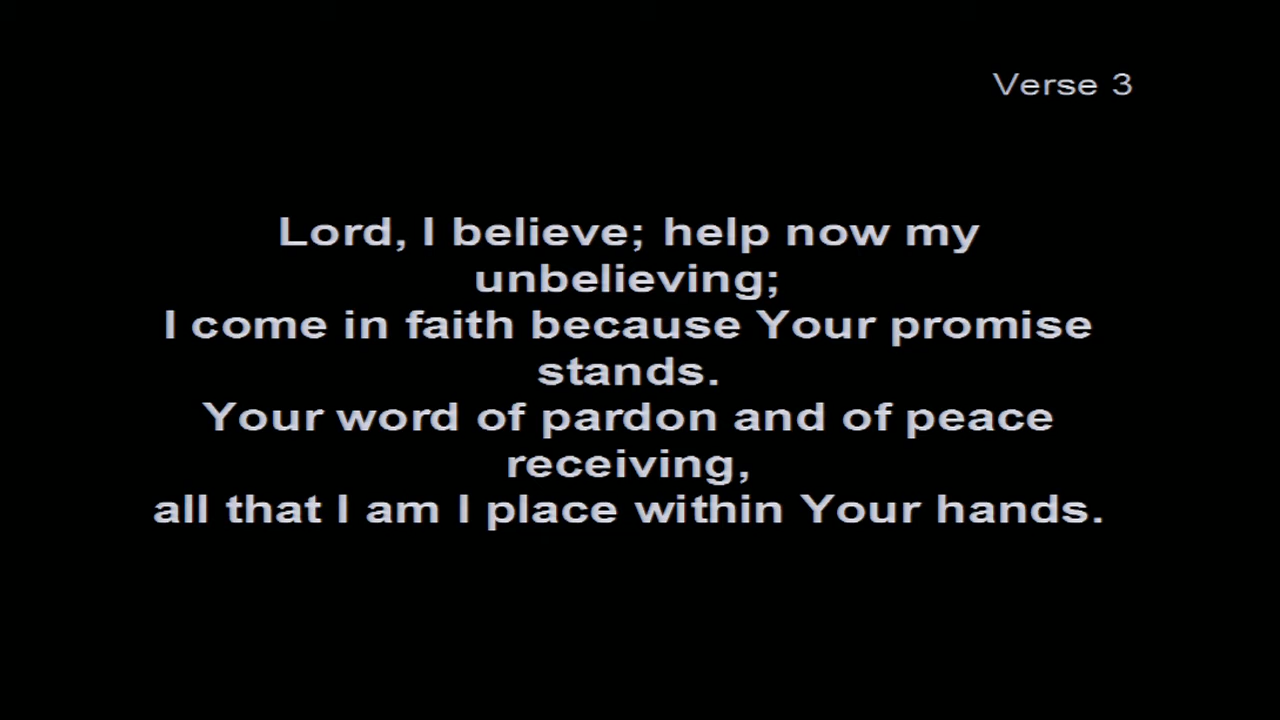 Verse 3
Lord, I believe; help now my
unbelieving;
I come in faith because Your promise
stands.
Your word of pardon and of peace
receiving,
all that I am I place within Your hands.